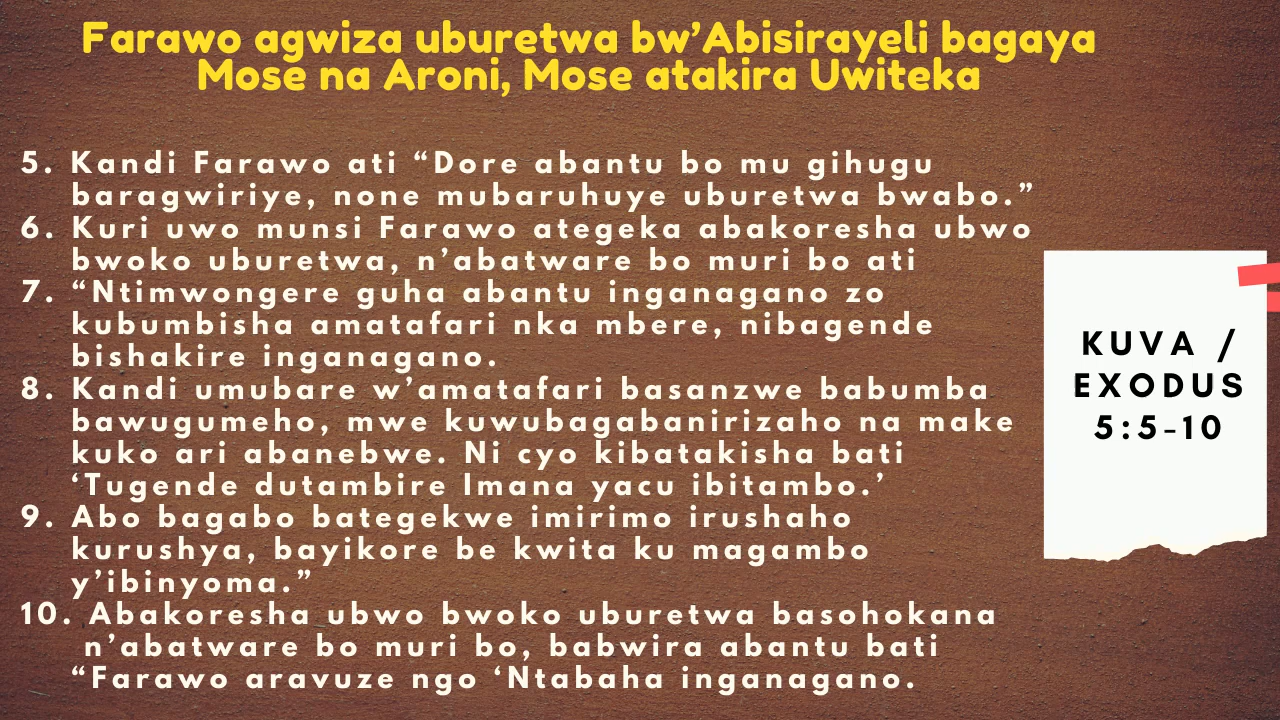 Farawo agwiza uburetwa bw’Abisirayeli bagaya
Mose na Aroni, Mose atakira Uwiteka
5. Kandi Farawo ati “Dore abantu bo mu gihugu
baragwiriye, none mubaruhuye uburetwa bwabo.”
6. Kuri uwo munsi Farawo ategeka abakoresha ubwo
bwoko uburetwa, n’abatware bo muri bo ati
7. “Ntimwongere guha abantu inganagano zo
kubumbisha amatafari nka mbere, nibagende
bishakire inganagano.
8. Kandi umubare w’amatafari basanzwe babumba
bawugumeho, mwe kuwubagabanirizaho na make
kuko ari abanebwe. Ni cyo kibatakisha bati
‘Tugende dutambire Imana yacu ibitambo.’
9. Abo bagabo bategekwe imirimo irushaho
kurushya, bayikore be kwita ku magambo
y’ibinyoma.”
10. Abakoresha ubwo bwoko uburetwa basohokana
n’abatware bo muri bo, babwira abantu bati
“Farawo aravuze ngo ‘Ntabaha inganagano.
KUVA /
EXODUS
5:5-10